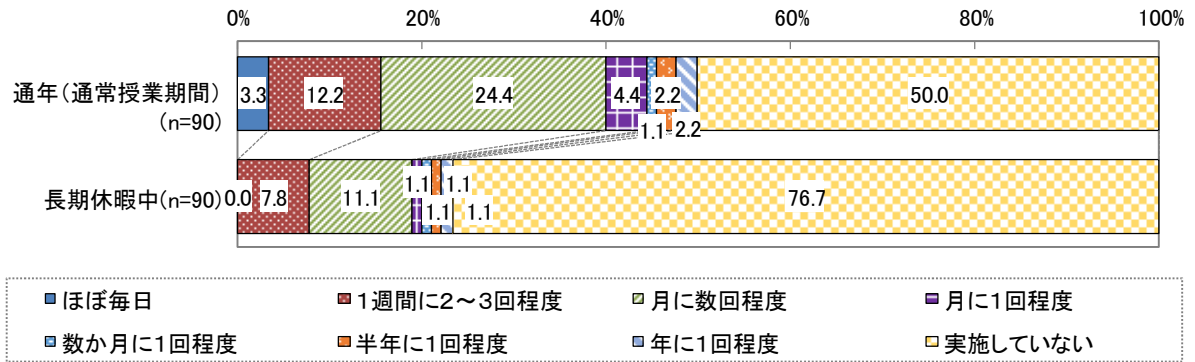 0% 20% 40% 60% 80% 100%
通年(通常授業期間)
(n=90)
3.3 12.2 24.4 4.4 1.1 2.2 2.2 50.0
長期休暇中(n=90)
0.0 7.8 11.1 1.1 1.1 1.1 1.1 76.7
ほぼ毎日 1週間に2～3回程度 月に数回程度 月に1回程度
数か月に1回程度 半年に1回程度 年に1回程度 実施していない